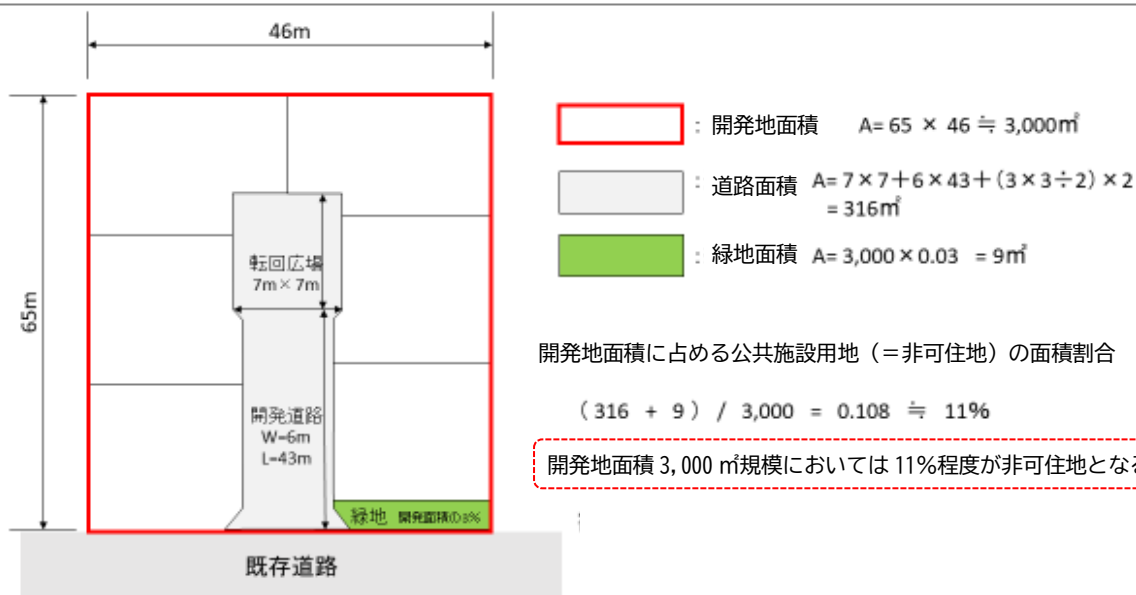 46m
65m
転回広場
7m×7m
開発道路
W=6m
L=43m
緑地 開発面積の3%
既存道路
：開発地面積 A= 65 × 46 ≒ 3,000㎡
：道路面積 A= 7×7＋6×43＋(3×3÷2)×2
= 316㎡
：緑地面積 A= 3,000×0.03 = 9㎡
開発地面積に占める公共施設用地（＝非可住地）の面積割合
(316 + 9) / 3,000 = 0.108 ≒ 11%
開発地面積 3,000 ㎡規模においては 11%程度が非可住地となる